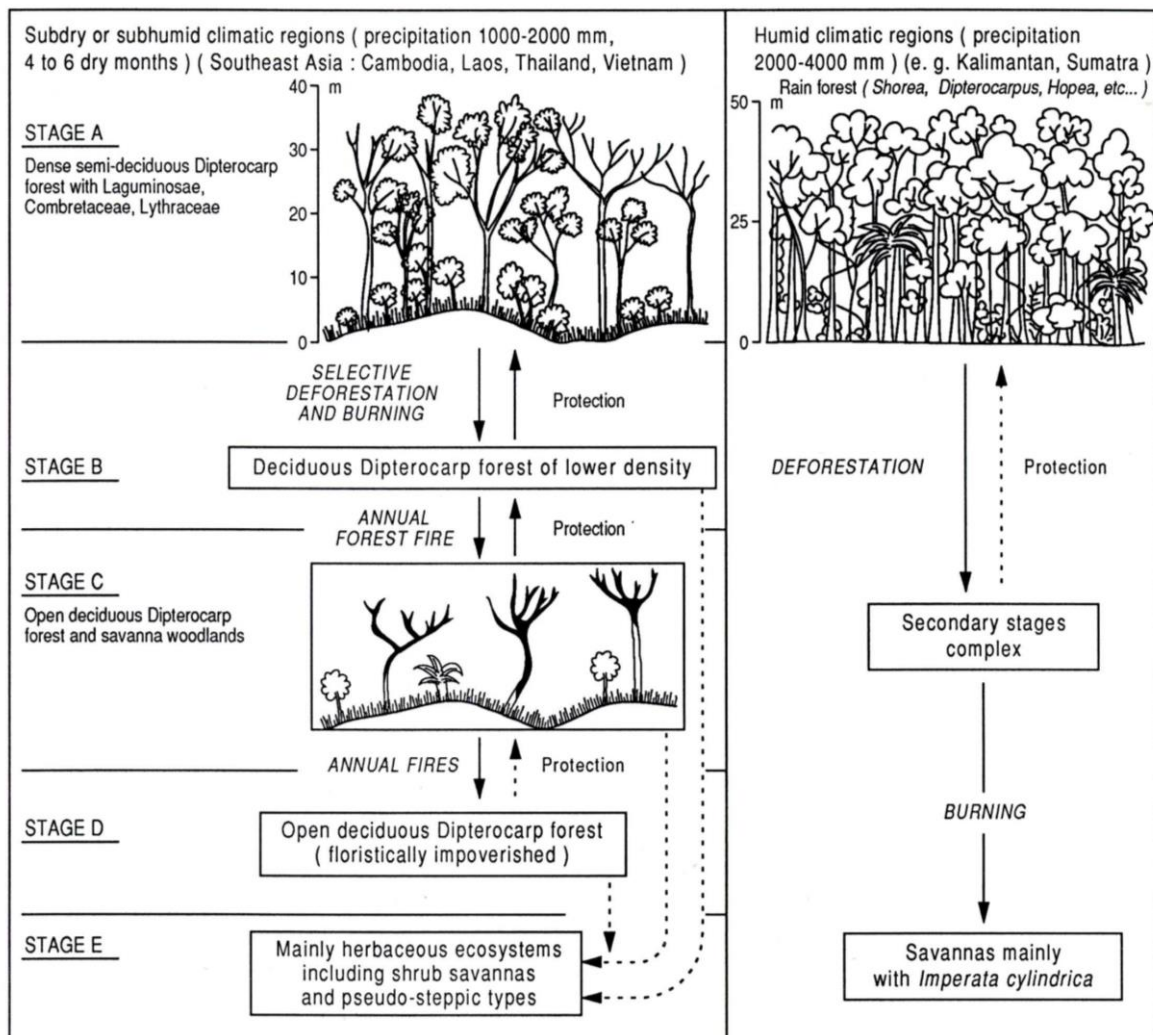 Subdry or subhumid climatic regions ( precipitation 1000-2000 mm,
4 to 6 dry months ) ( Southeast Asia : Cambodia, Laos, Thailand, Vietnam )
40
m
30
20
10
0
STAGE A
Dense semi-deciduous Dipterocarp
forest with Laguminosae,
Combretaceae, Lythraceae
SELECTIVE
DEFORESTATION
AND BURNING
Protection
STAGE B
Deciduous Dipterocarp forest of lower density
ANNUAL
FOREST FIRE
Protection
STAGE C
Open deciduous Dipterocarp
forest and savanna woodlands
ANNUAL FIRES
Protection
STAGE D
Open deciduous Dipterocarp forest
( floristically impoverished )
STAGE E
Mainly herbaceous ecosystems
including shrub savannas
and pseudo-steppic types
Humid climatic regions ( precipitation
2000-4000 mm ) (e. g. Kalimantan, Sumatra )
Rain forest ( Shorea, Dipterocarpus, Hopea, etc... )
50
m
25
0
DEFORESTATION
Protection
Secondary stages
complex
BURNING
Savannas mainly
with Imperata cylindrica